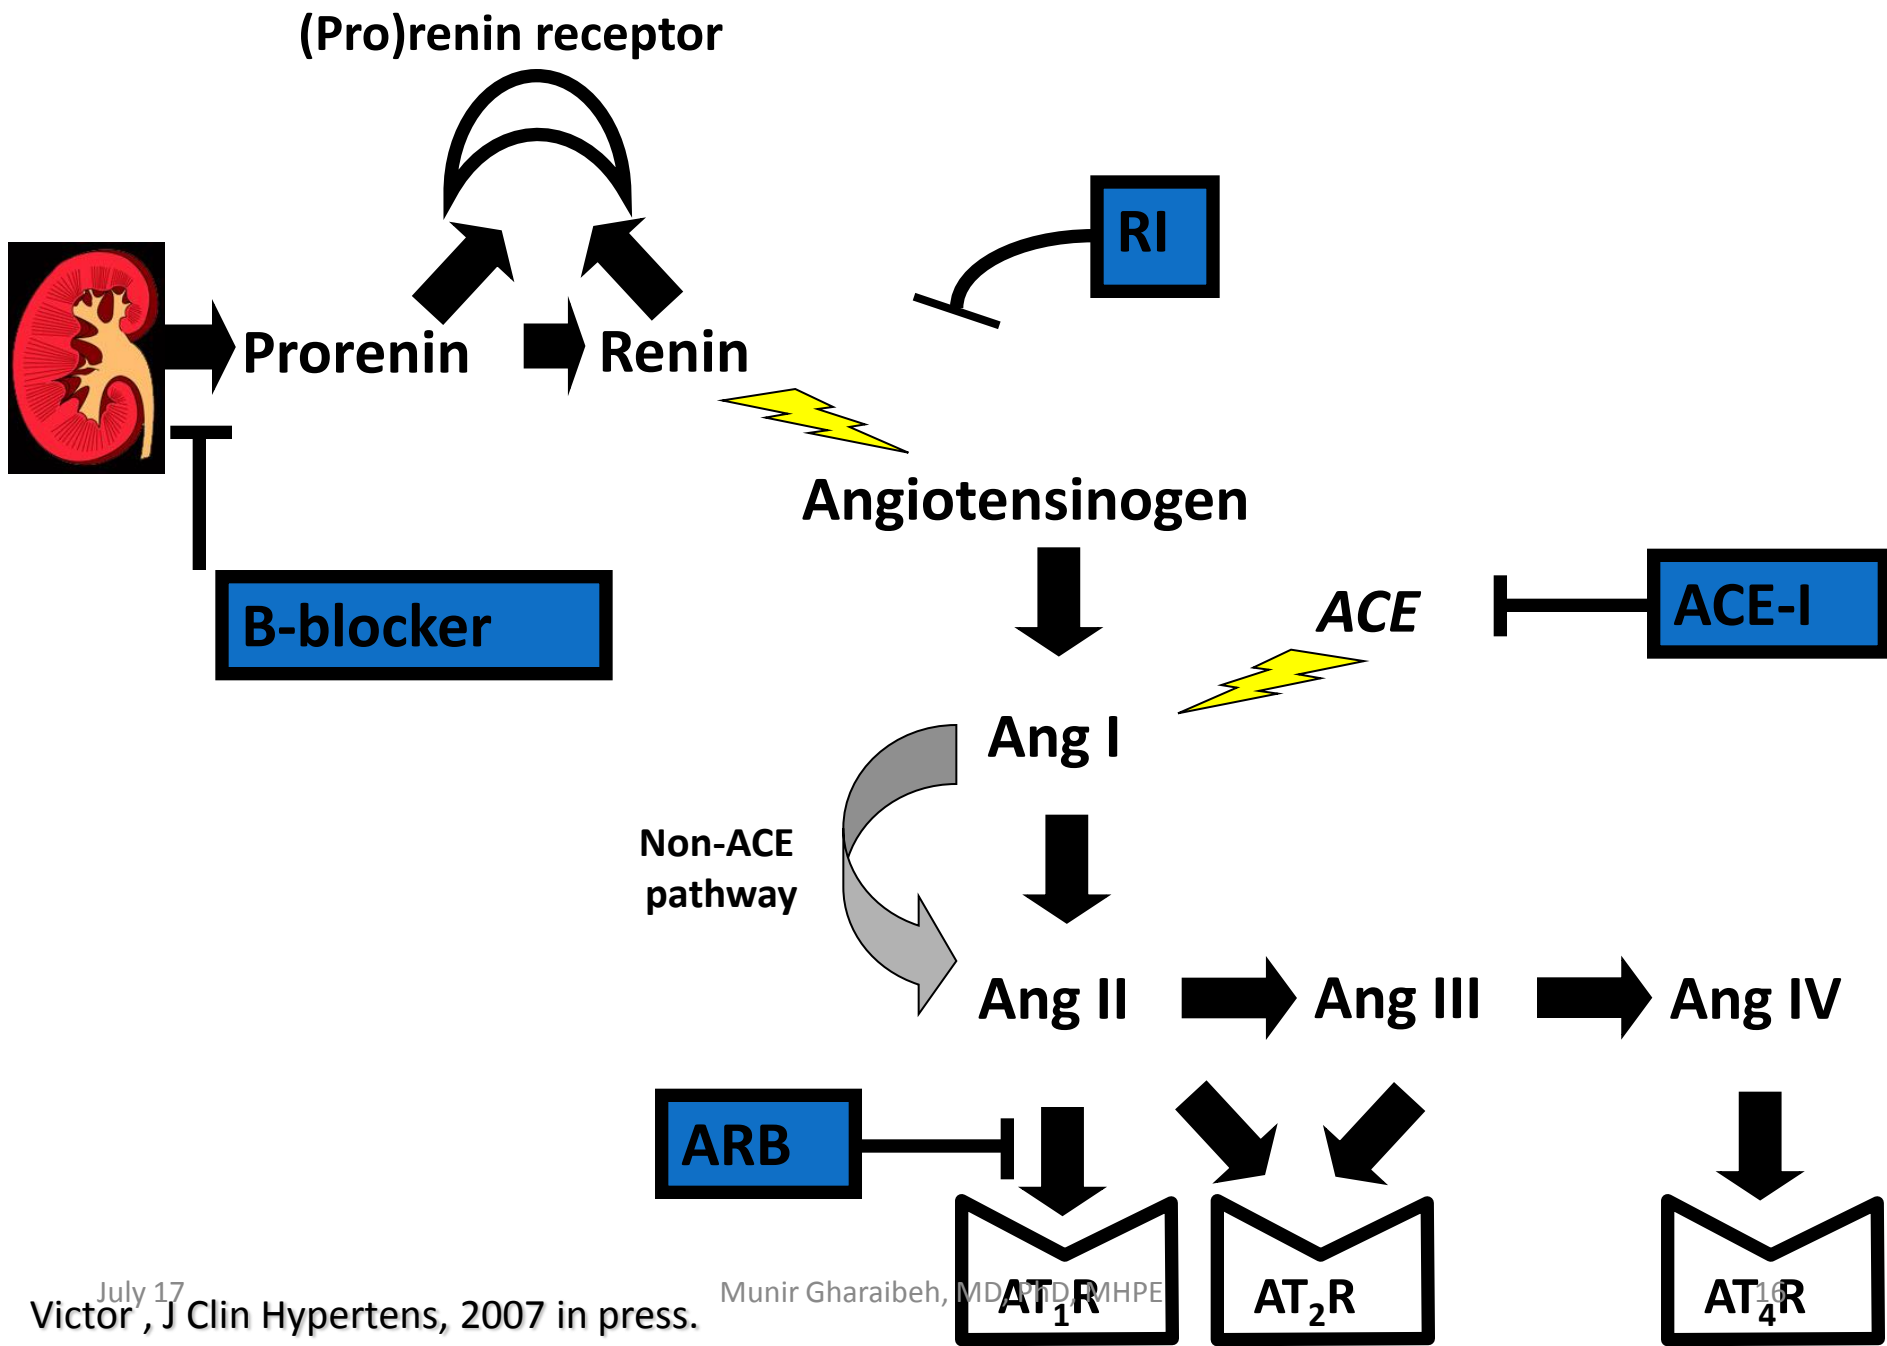 (Pro)renin receptor
RI
Prorenin
Renin
Angiotensinogen
B-blocker
ACE
ACE-I
Ang I
Non-ACE
pathway
Ang II
Ang III
Ang IV
ARB
AT1R
AT2R
AT4R
July 17
Munir Gharaibeh, MD, PhD, MHPE
16
Victor , J Clin Hypertens, 2007 in press.